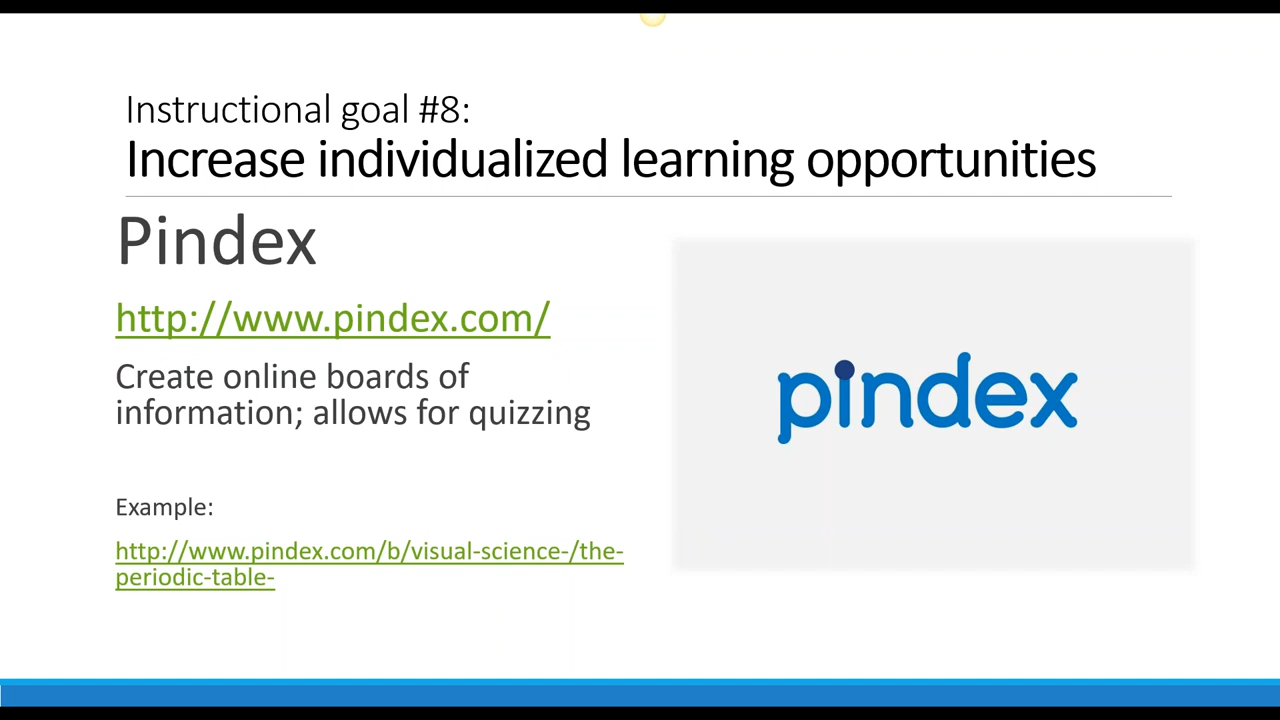 Instructional goal #8:
Increase individualized learning opportunities
Pindex
http://www.pindex.com/
Create online boards of
information; allows for quizzing
pindex
Example:
http://www.pindex.com/b/visual-science-/the-
periodic-table-